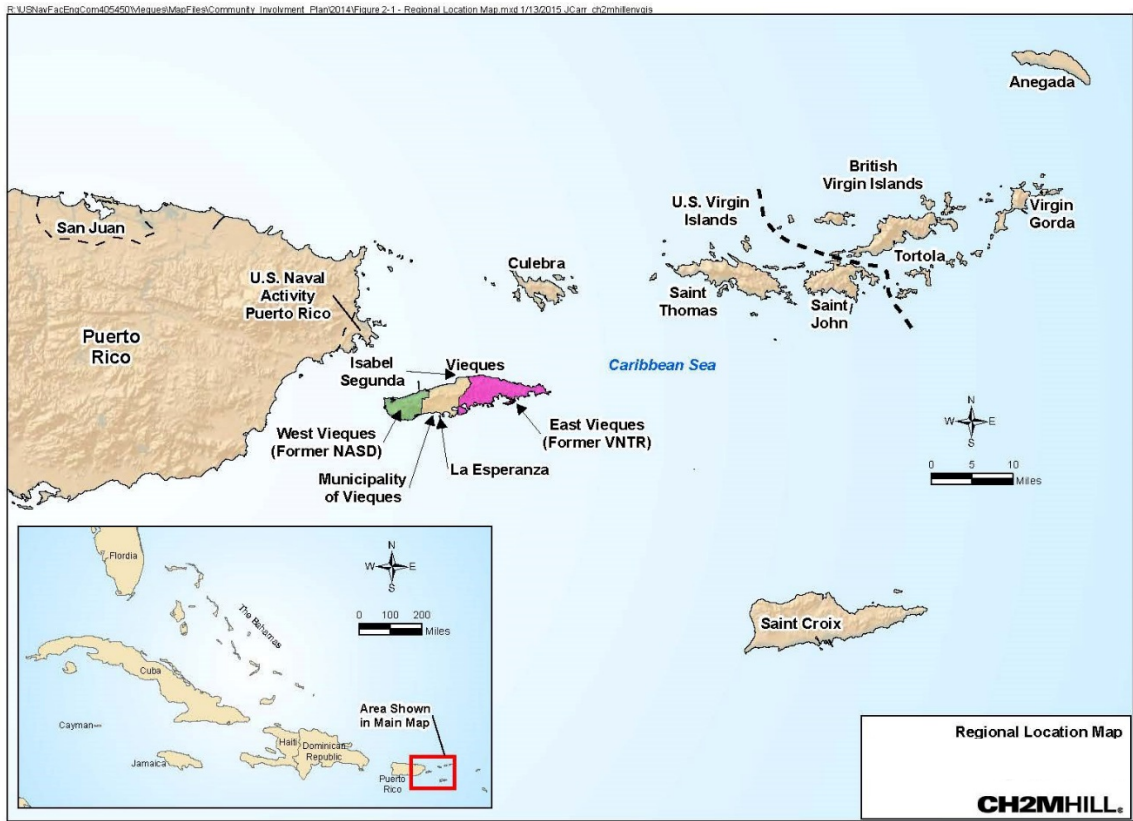 R:\USNavFacEngCom405450\Vieques\MapFiles\Community_Involvment_Plan\2014\Figure 2-1 - Regional Location Map.mxd 1/13/2015 JCarr_ch2mhillenvgis
Anegada
British
Virgin Islands
U.S. Virgin
Islands
Virgin
Gorda
San Juan
Tortola
Culebra
U.S. Naval
Activity
Puerto Rico
Saint
Thomas
Saint
John
Puerto
Rico
Isabel
Segunda
Vieques
Caribbean Sea
West Vieques
(Former NASD)
East Vieques
(Former VNTR)
La Esperanza
Municipality
of Vieques
N
W E
S
0 5 10
Miles
Saint Croix
Flordia
N
W E
S
The Bahamas
0 100 200
Miles
Cuba
Cayman
Area Shown
in Main Map
Haiti
Dominican
Republic
Jamaica
Puerto
Rico
Regional Location Map
CH2MHILL®